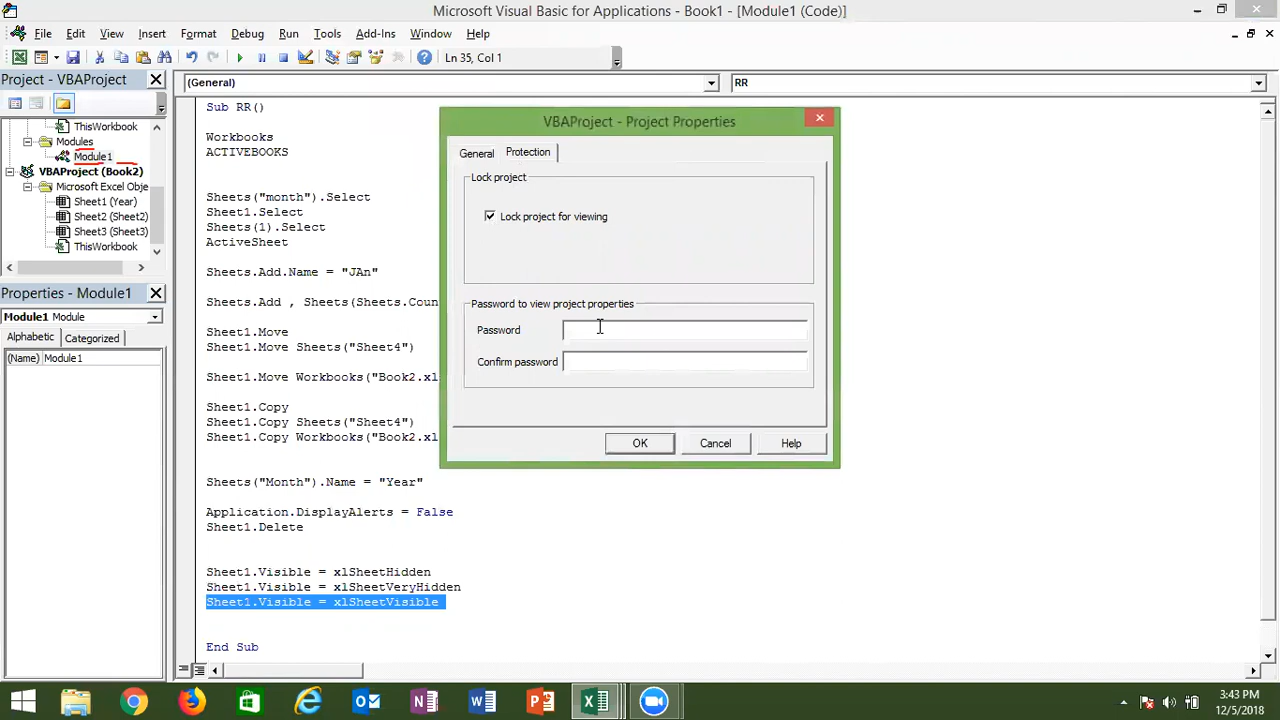 Microsoft Visual Basic for Applications - Book1 - [Module1 (Code)]
File Edit View Insert Format Debug Run Tools Add-Ins Window Help
Ln 35, Col 1
Project - VBAProject
(General)
RR
ThisWorkbook
Modules
Module1
VBAProject (Book2)
Microsoft Excel Obje
Sheet1 (Year)
Sheet2 (Sheet2)
Sheet3 (Sheet3)
ThisWorkbook
Properties - Module1
Module1 Module
Alphabetic Categorized
(Name) Module1
Sub RR()
Workbooks
ACTIVEBOOKS
Sheets("month").Select
Sheet1.Select
Sheets(1).Select
ActiveSheet
Sheets.Add.Name = "JAn"
Sheets.Add , Sheets(Sheets.Coun
Sheet1.Move
Sheet1.Move Sheets("Sheet4")
Sheet1.Move Workbooks("Book2.xl
Sheet1.Copy
Sheet1.Copy Sheets("Sheet4")
Sheet1.Copy Workbooks("Book2.xl
Sheets("Month").Name = "Year"
Application.DisplayAlerts = False
Sheet1.Delete
Sheet1.Visible = xlSheetHidden
Sheet1.Visible = xlSheetVeryHidden
Sheet1.Visible = xlSheetVisible
End Sub
VBAProject - Project Properties
General Protection
Lock project
Lock project for viewing
Password to view project properties
Password
Confirm password
OK Cancel Help
3:43 PM
12/5/2018